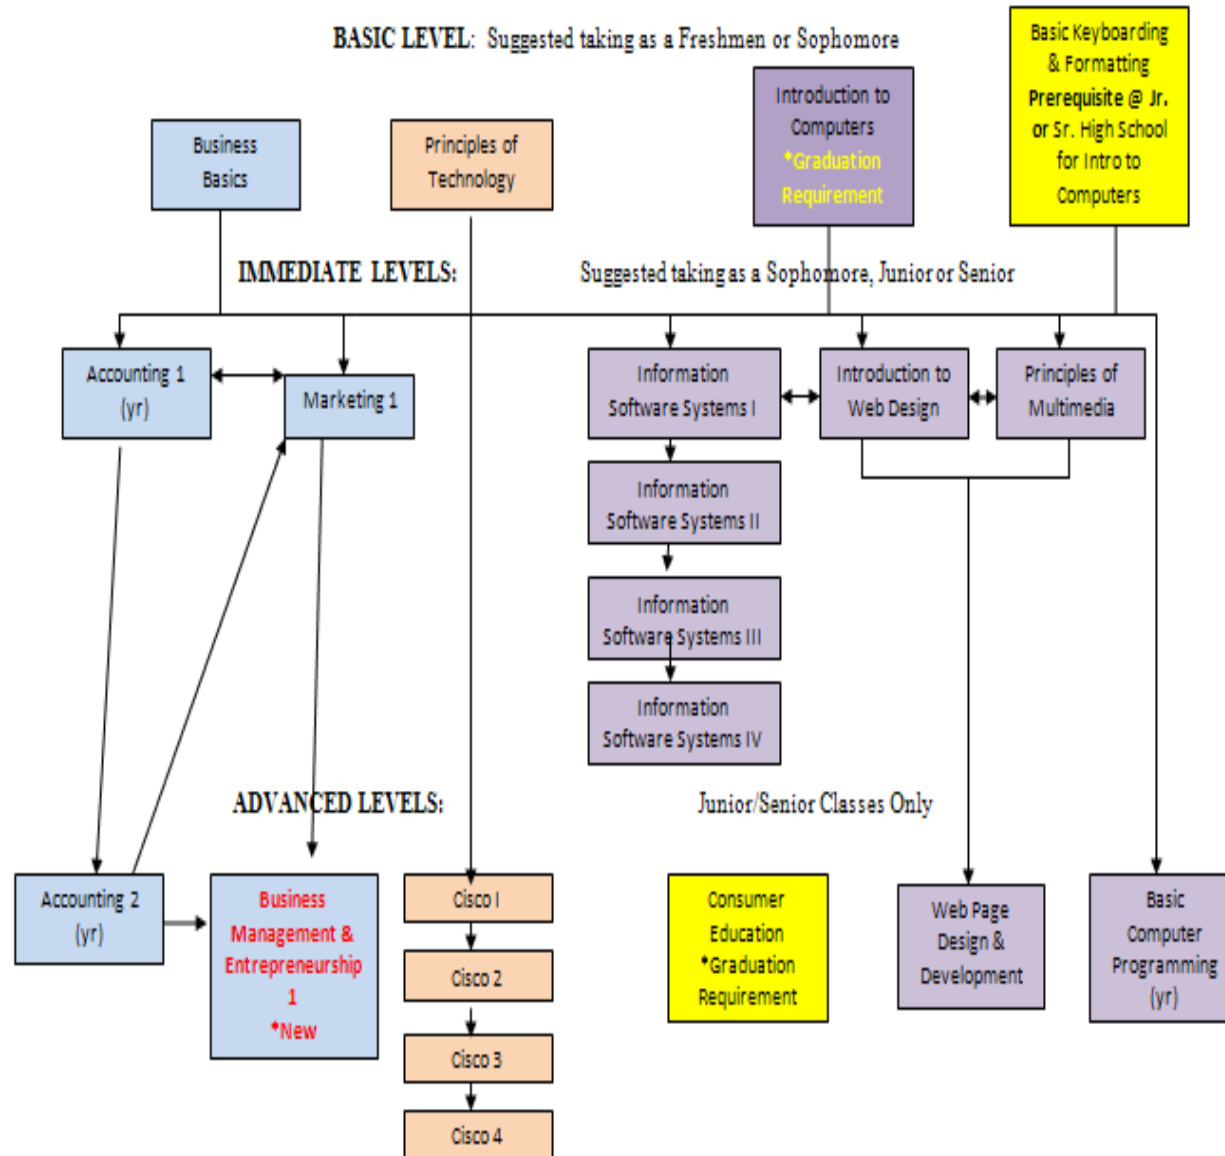 BASIC LEVEL: Suggested taking as a Freshmen or Sophomore
Business
Basics
Principles of
Technology
Introduction to
Computers
*Graduation
Requirement
Basic Keyboarding
& Formatting
Prerequisite @ Jr.
or Sr. High School
for Intro to
Computers
IMMEDIATE LEVELS: Suggested taking as a Sophomore, Junior or Senior
Accounting 1
(yr)
Marketing 1
Information
Software Systems I
Introduction to
Web Design
Principles of
Multimedia
Information
Software Systems II
Information
Software Systems III
Information
Software Systems IV
ADVANCED LEVELS: Junior/Senior Classes Only
Accounting 2
(yr)
Business
Management &
Entrepreneurship
1
*New
Cisco I
Cisco 2
Cisco 3
Cisco 4
Consumer
Education
*Graduation
Requirement
Web Page
Design &
Development
Basic
Computer
Programming
(yr)